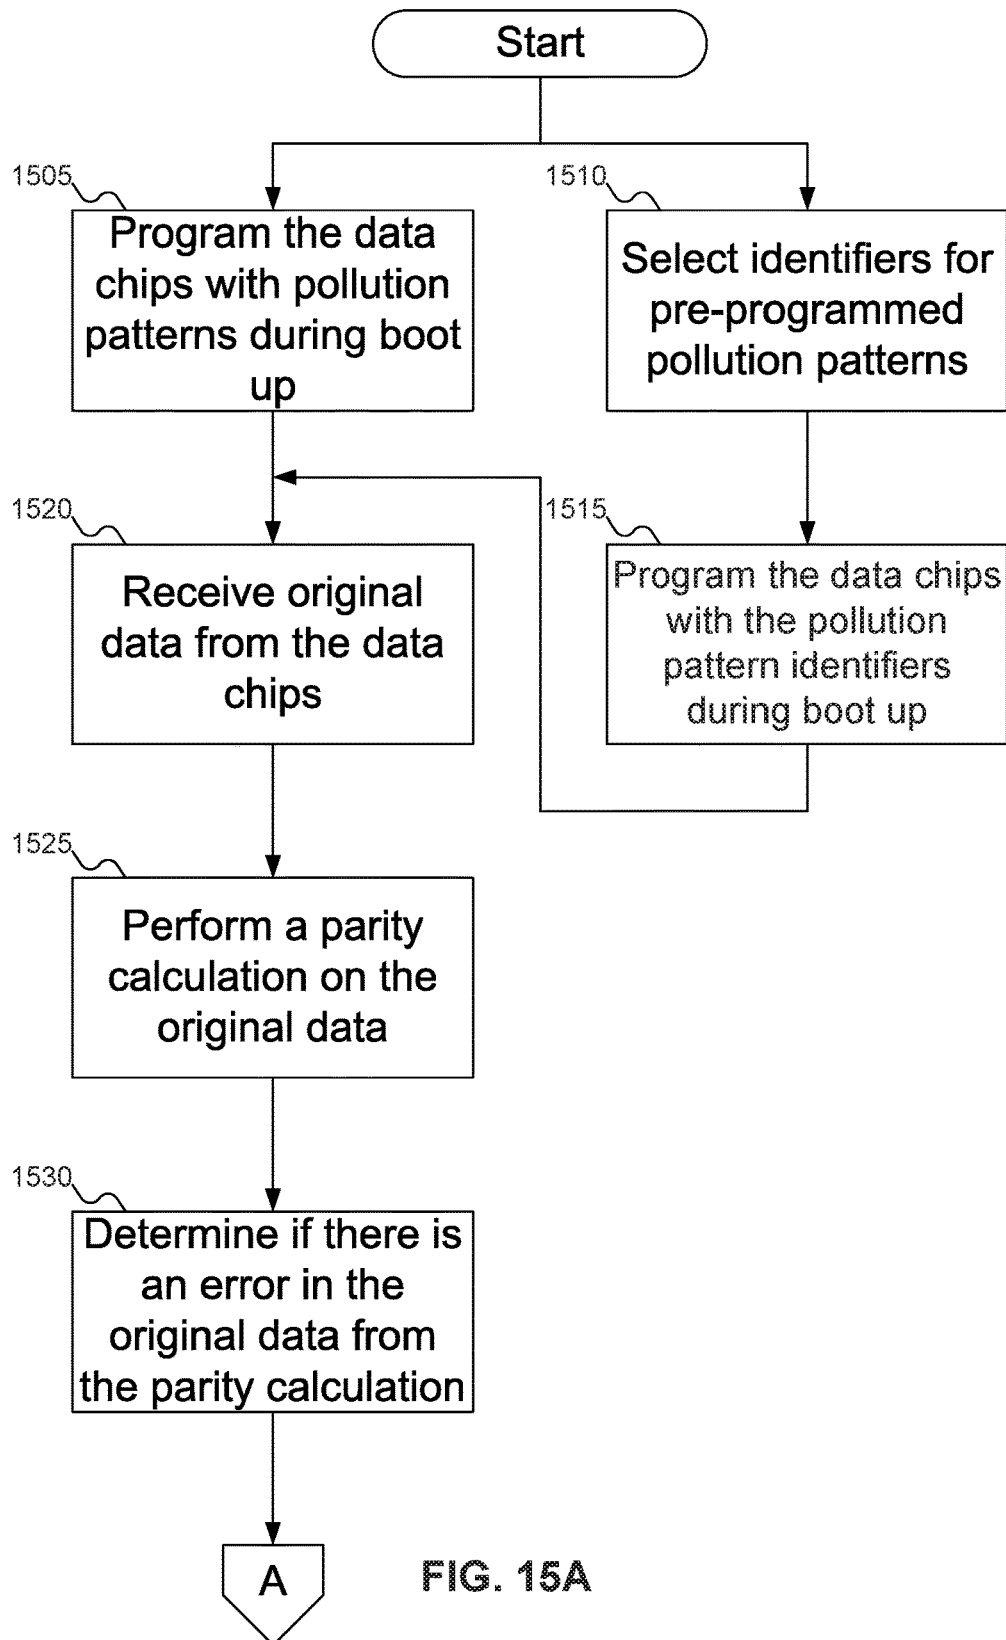 Start
1505
Program the data
chips with pollution
patterns during boot
up
1510
Select identifiers for
pre-programmed
pollution patterns
1520
Receive original
data from the data
chips
1515
Program the data chips
with the pollution
pattern identifiers
during boot up
1525
Perform a parity
calculation on the
original data
1530
Determine if there is
an error in the
original data from
the parity calculation
A
FIG. 15A